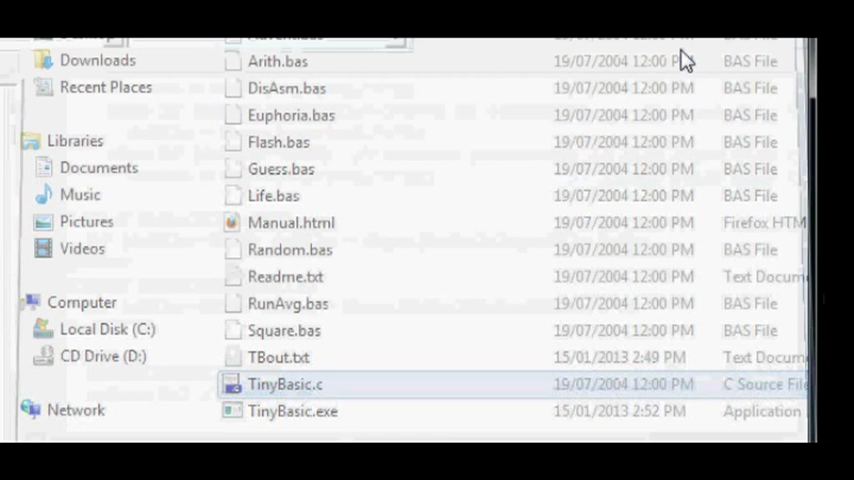 Arith.bas 19/07/2004 12:00 PM BAS File
Downloads
DisAsm.bas 19/07/2004 12:00 PM BAS File
Recent Places
Euphoria.bas 19/07/2004 12:00 PM BAS File
Libraries Flash.bas 19/07/2004 12:00 PM BAS File
Documents Guess.bas 19/07/2004 12:00 PM BAS File
Music Life.bas 19/07/2004 12:00 PM BAS File
Pictures Manual.html 19/07/2004 12:00 PM Firefox HTM
Videos Random.bas 19/07/2004 12:00 PM BAS File
Readme.txt 19/07/2004 12:00 PM Text Docum
Computer RunAvg.bas 19/07/2004 12:00 PM BAS File
Local Disk (C:) Square.bas 19/07/2004 12:00 PM BAS File
CD Drive (D:) TBout.txt 15/01/2013 2:49 PM Text Docum
TinyBasic.c 19/07/2004 12:00 PM C Source File
Network TinyBasic.exe 15/01/2013 2:52 PM Application